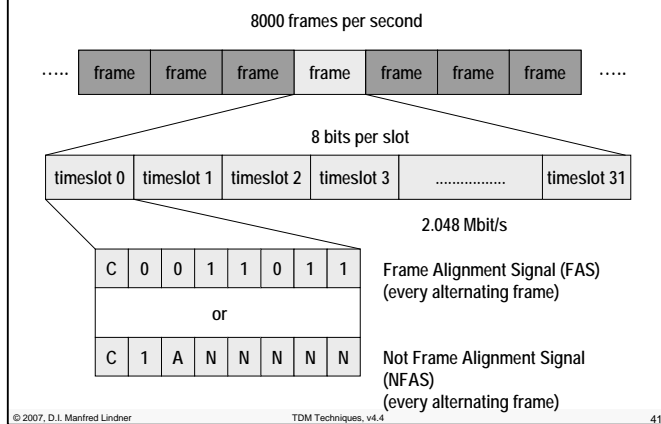 8000 frames per second
..... frame frame frame frame frame frame frame .....
8 bits per slot
timeslot 0 timeslot 1 timeslot 2 timeslot 3 ................. timeslot 31
2.048 Mbit/s
C 0 0 1 1 0 1 1 Frame Alignment Signal (FAS)
(every alternating frame)
or
C 1 A N N N N N Not Frame Alignment Signal
(NFAS)
(every alternating frame)
© 2007, D.I. Manfred Lindner TDM Techniques, v4.4 41